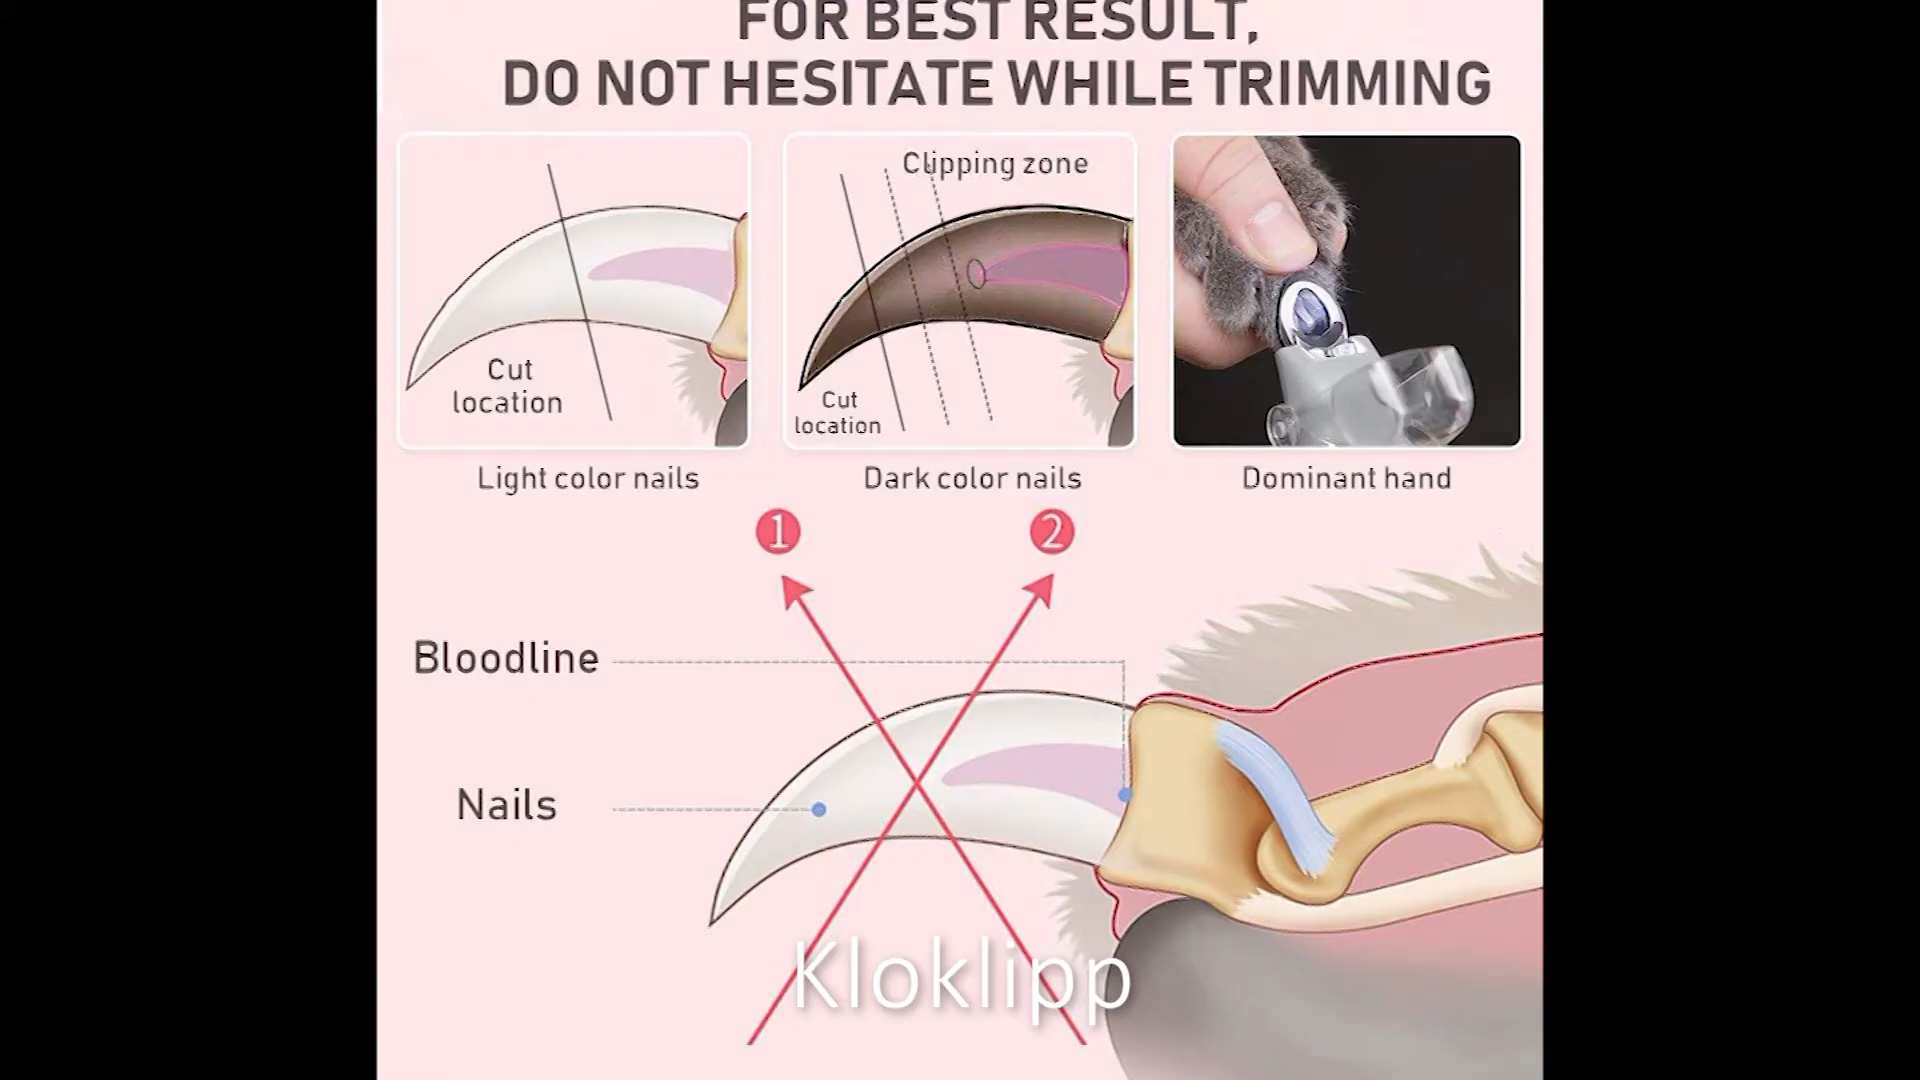 FOR BEST RESULT,
DO NOT HESITATE WHILE TRIMMING
Clipping zone
Cut
location
Cut
location
Light color nails
Dark color nails
Dominant hand
1
2
Bloodline
Nails
Kloklipp